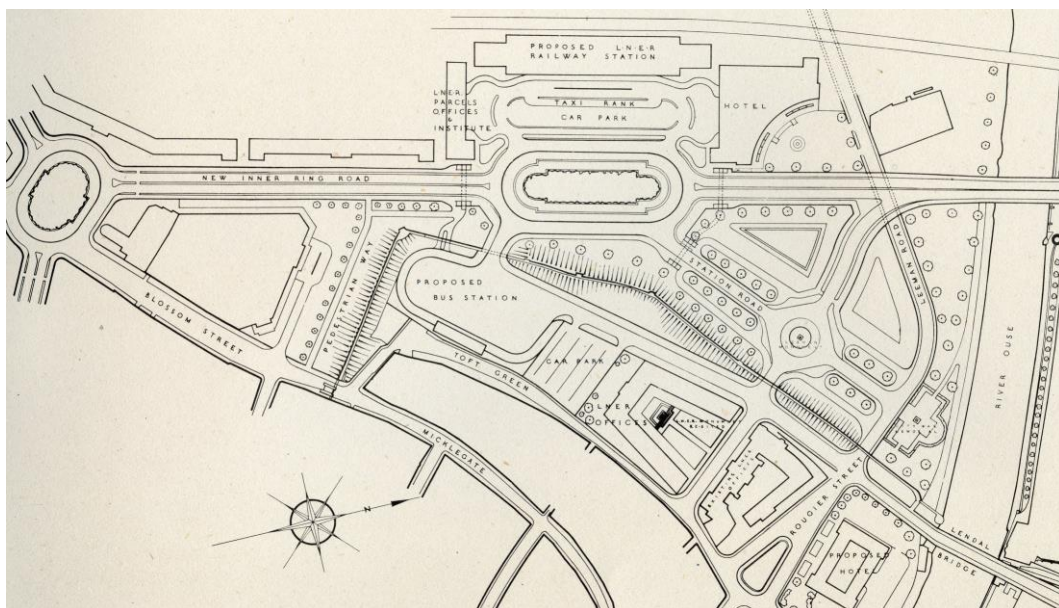 PROPOSED L·N·E·R
RAILWAY STATION
L.N.E.R.
PARCELS
OFFICES
&
INSTITUTE
TAXI RANK
CAR PARK
HOTEL
NEW INNER RING ROAD
LEEMAN ROAD
STATION ROAD
PEDESTRIAN WAY
PROPOSED
BUS STATION
BLOSSOM STREET
RIVER OUSE
CAR PARK
TOFT GREEN
LNER
OFFICES
MICKLEGATE
ROUGIER STREET
N
LENDAL
BRIDGE
PROPOSED
HOTEL